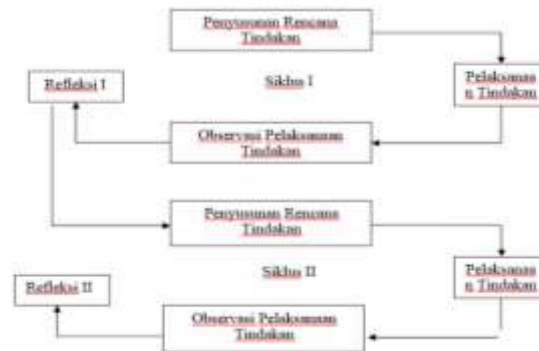 Penyusunan Rencana
Tindakan
Pelaksanaa
n Tindakan
Siklus I
Refleksi I
Observasi Pelaksanaan
Tindakan
Penyusunan Rencana
Tindakan
Pelaksanaa
n Tindakan
Siklus II
Refleksi II
Observasi Pelaksanaan
Tindakan